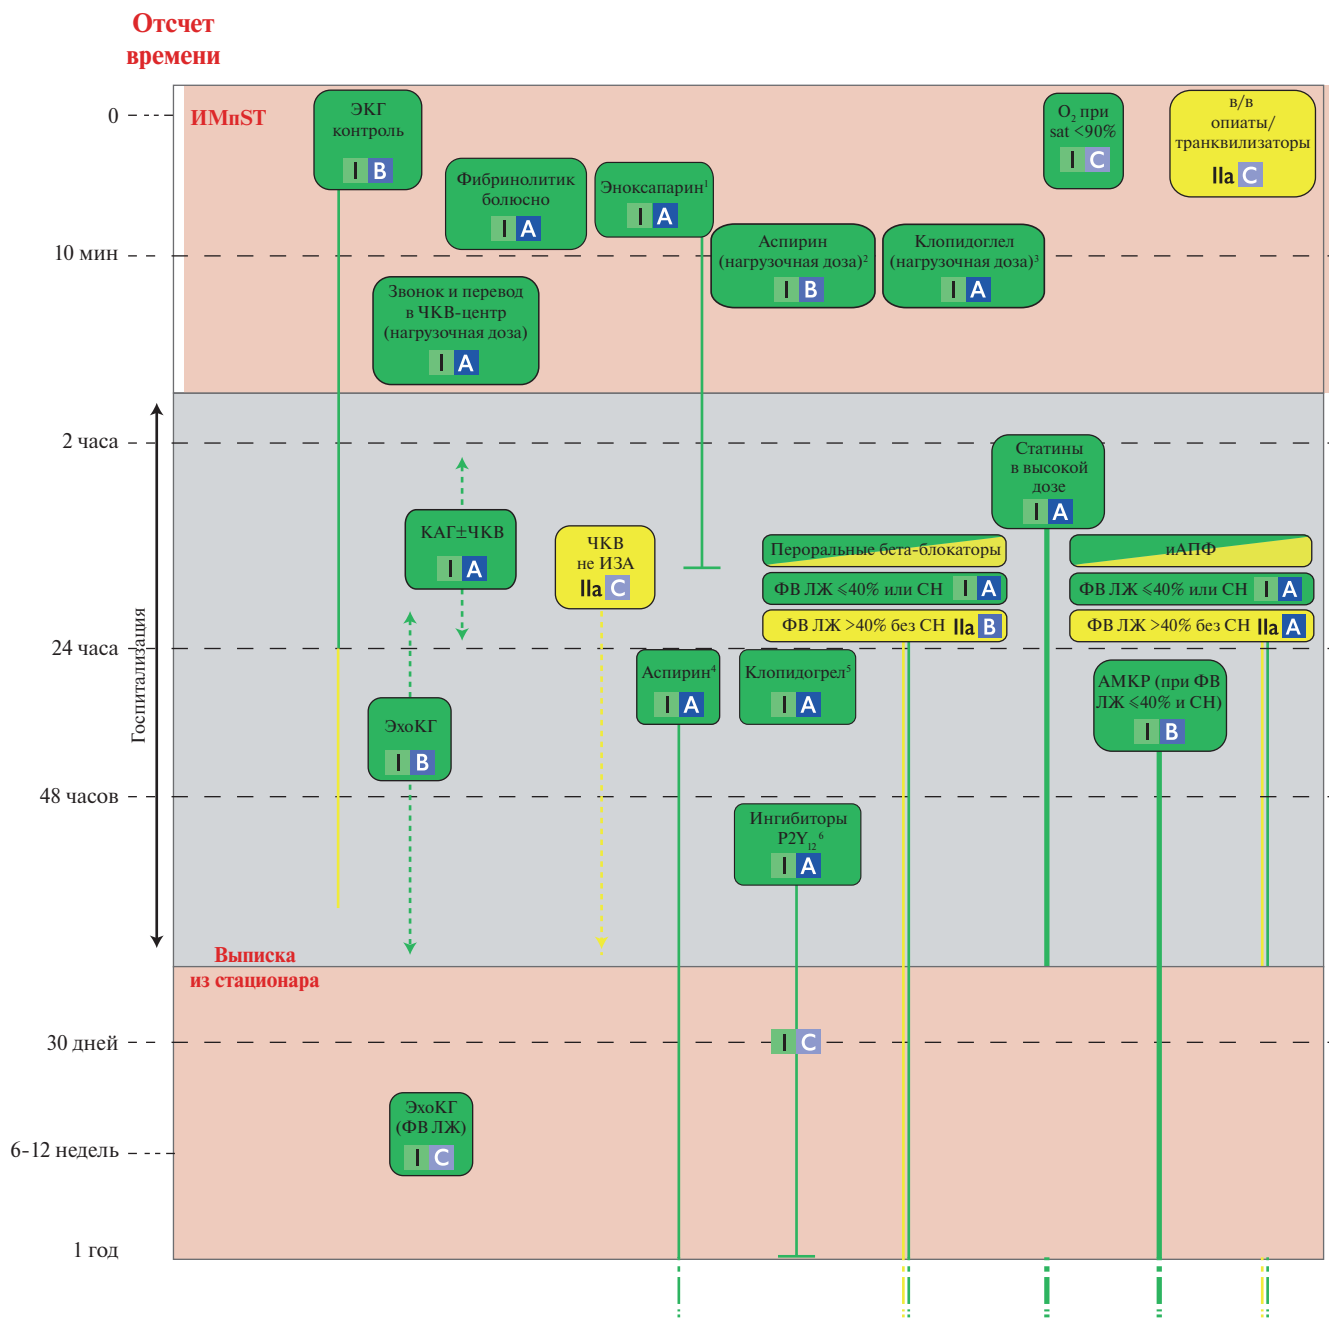 Отсчет
времени
0
ИМпST
ЭКГ
контроль
I B
O₂ при
sat <90%
I C
в/в
опиаты/
транквилизаторы
IIa C
Фибринолитик
болюсно
I A
Эноксапарин¹
I A
10 мин
Аспирин
(нагрузочная доза)²
I B
Клопидоглел
(нагрузочная доза)³
I A
Звонок и перевод
в ЧКВ-центр
(нагрузочная доза)
I A
2 часа
Статины
в высокой
дозе
I A
КАГ±ЧКВ
I A
ЧКВ
не ИЗА
IIa C
Пероральные бета-блокаторы
ФВ ЛЖ ⩽40% или СН I A
ФВ ЛЖ >40% без СН IIa B
иАПФ
ФВ ЛЖ ⩽40% или СН I A
ФВ ЛЖ >40% без СН IIa A
Госпитализация
24 часа
Аспирин⁴
I A
Клопидогрел⁵
I A
АМКР (при ФВ
ЛЖ ⩽40% и СН)
I B
ЭхоКГ
I B
48 часов
Ингибиторы
P2Y₁₂⁶
I A
Выписка
из стационара
30 дней
I C
ЭхоКГ
(ФВ ЛЖ)
I C
6-12 недель
1 год